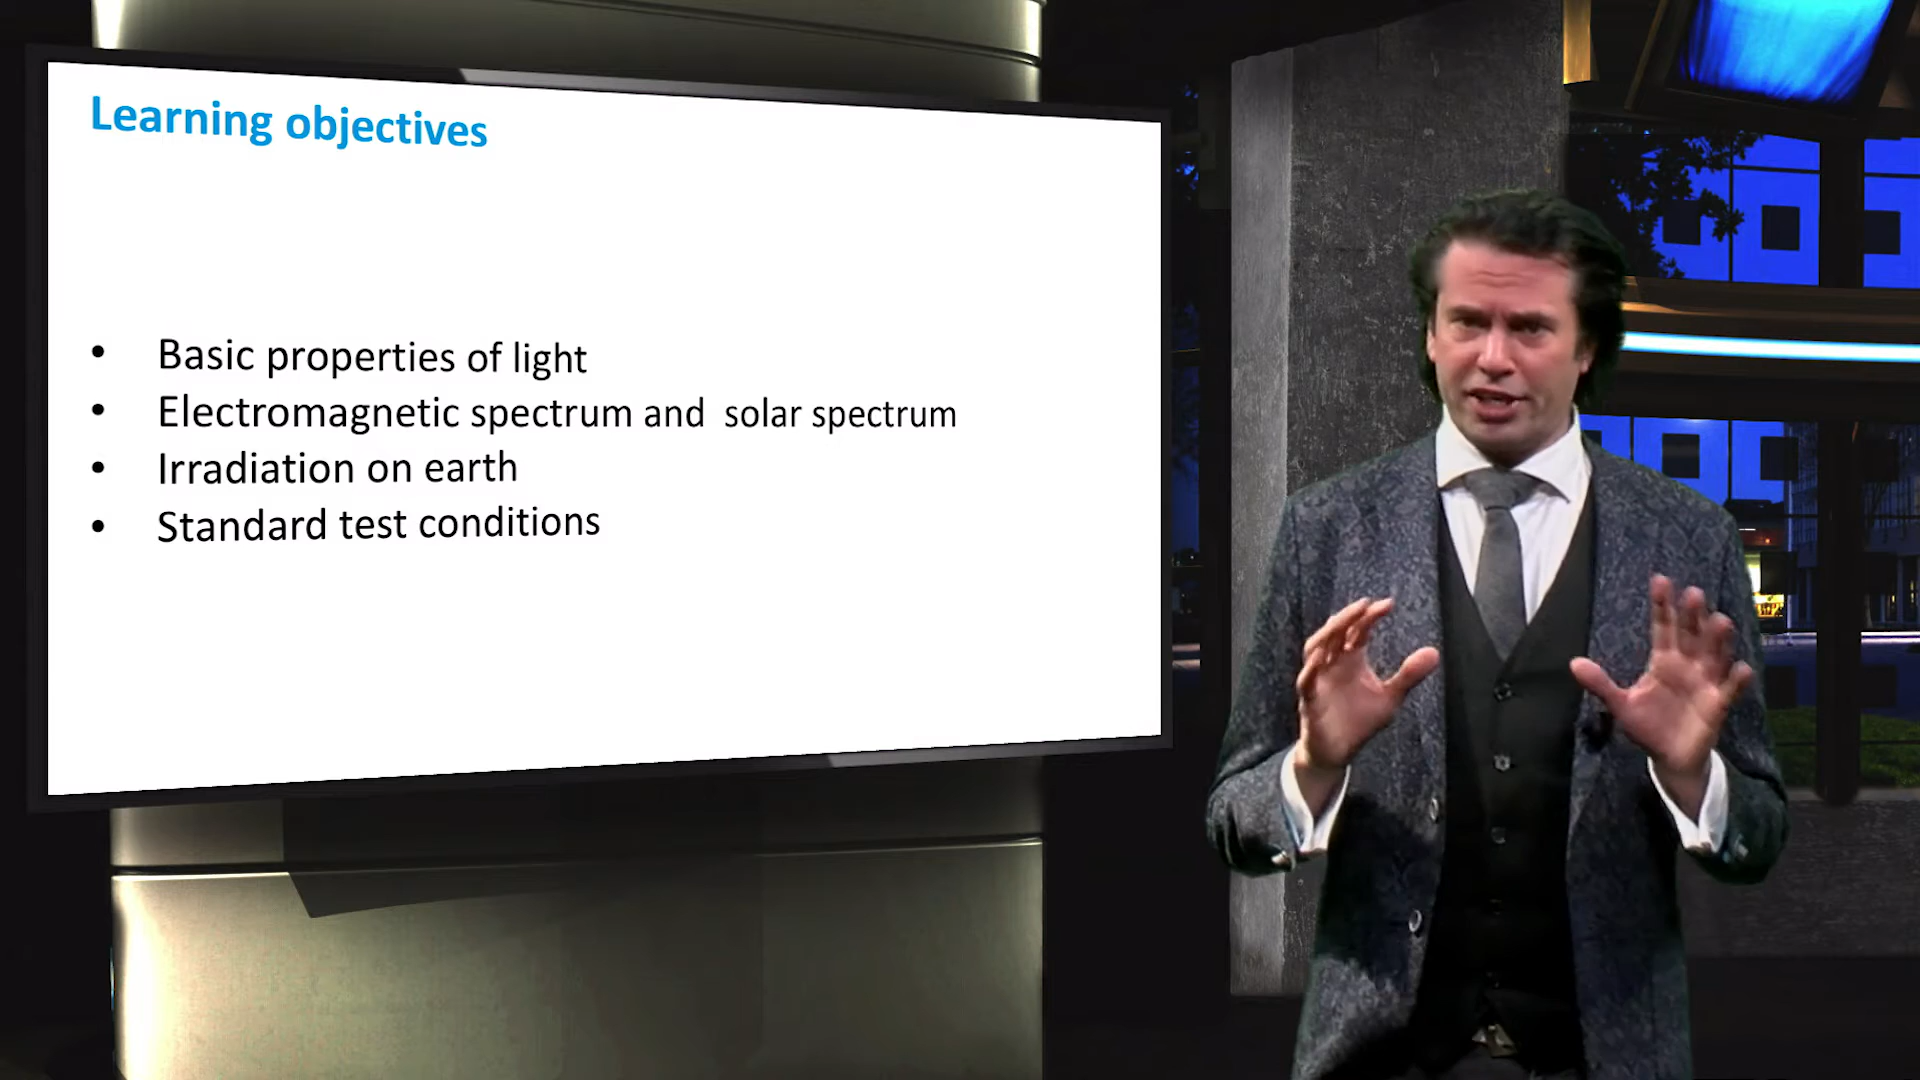 Learning objectives
• Basic properties of light
• Electromagnetic spectrum and solar spectrum
• Irradiation on earth
• Standard test conditions